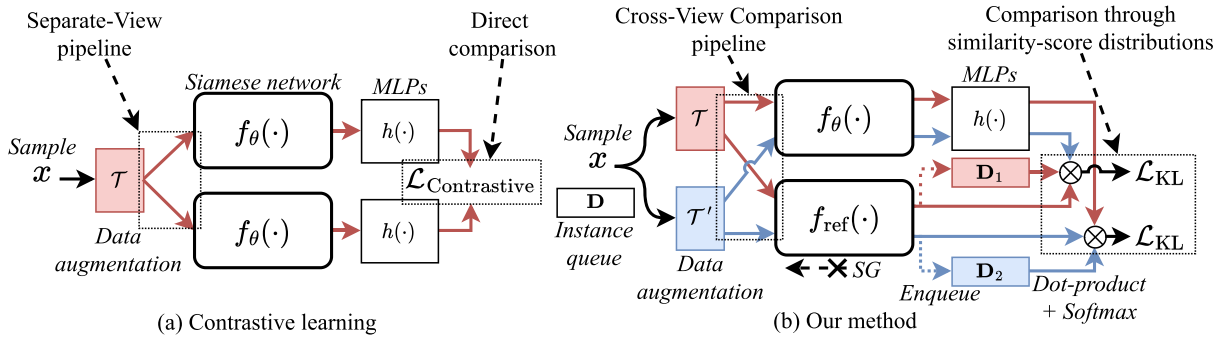 Separate-View
pipeline
Direct
comparison
Siamese network
MLPs
Sample
x
T
f_θ(·)
h(·)
L_Contrastive
f_θ(·)
h(·)
Data
augmentation
(a) Contrastive learning
Cross-View Comparison
pipeline
Comparison through
similarity-score distributions
MLPs
T
f_θ(·)
h(·)
Sample
x
D
Instance
queue
D₁
L_KL
T′
f_ref(·)
L_KL
SG
Data
augmentation
Enqueue
D₂
Dot-product
+ Softmax
(b) Our method